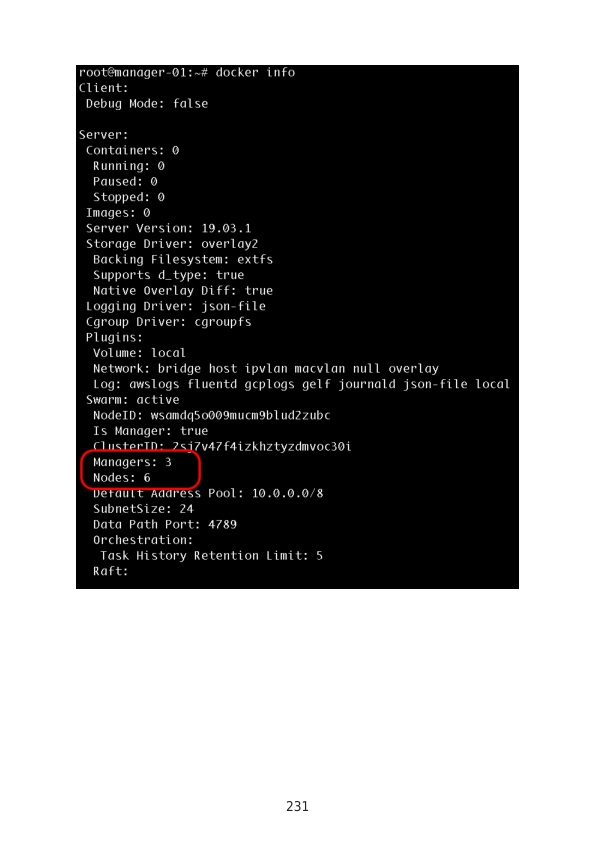 root@manager-01:~# docker info
Client:
Debug Mode: false
Server:
Containers: 0
Running: 0
Paused: 0
Stopped: 0
Images: 0
Server Version: 19.03.1
Storage Driver: overlay2
Backing Filesystem: extfs
Supports d_type: true
Native Overlay Diff: true
Logging Driver: json-file
Cgroup Driver: cgroupfs
Plugins:
Volume: local
Network: bridge host ipvlan macvlan null overlay
Log: awslogs fluentd gcplogs gelf journald json-file local
Swarm: active
NodeID: wsamdq5o009mucm9blud2zubc
Is Manager: true
ClusterID: 2sj7v47f4izkhztyzdmvoc30i
Managers: 3
Nodes: 6
Default Address Pool: 10.0.0.0/8
SubnetSize: 24
Data Path Port: 4789
Orchestration:
Task History Retention Limit: 5
Raft:
231